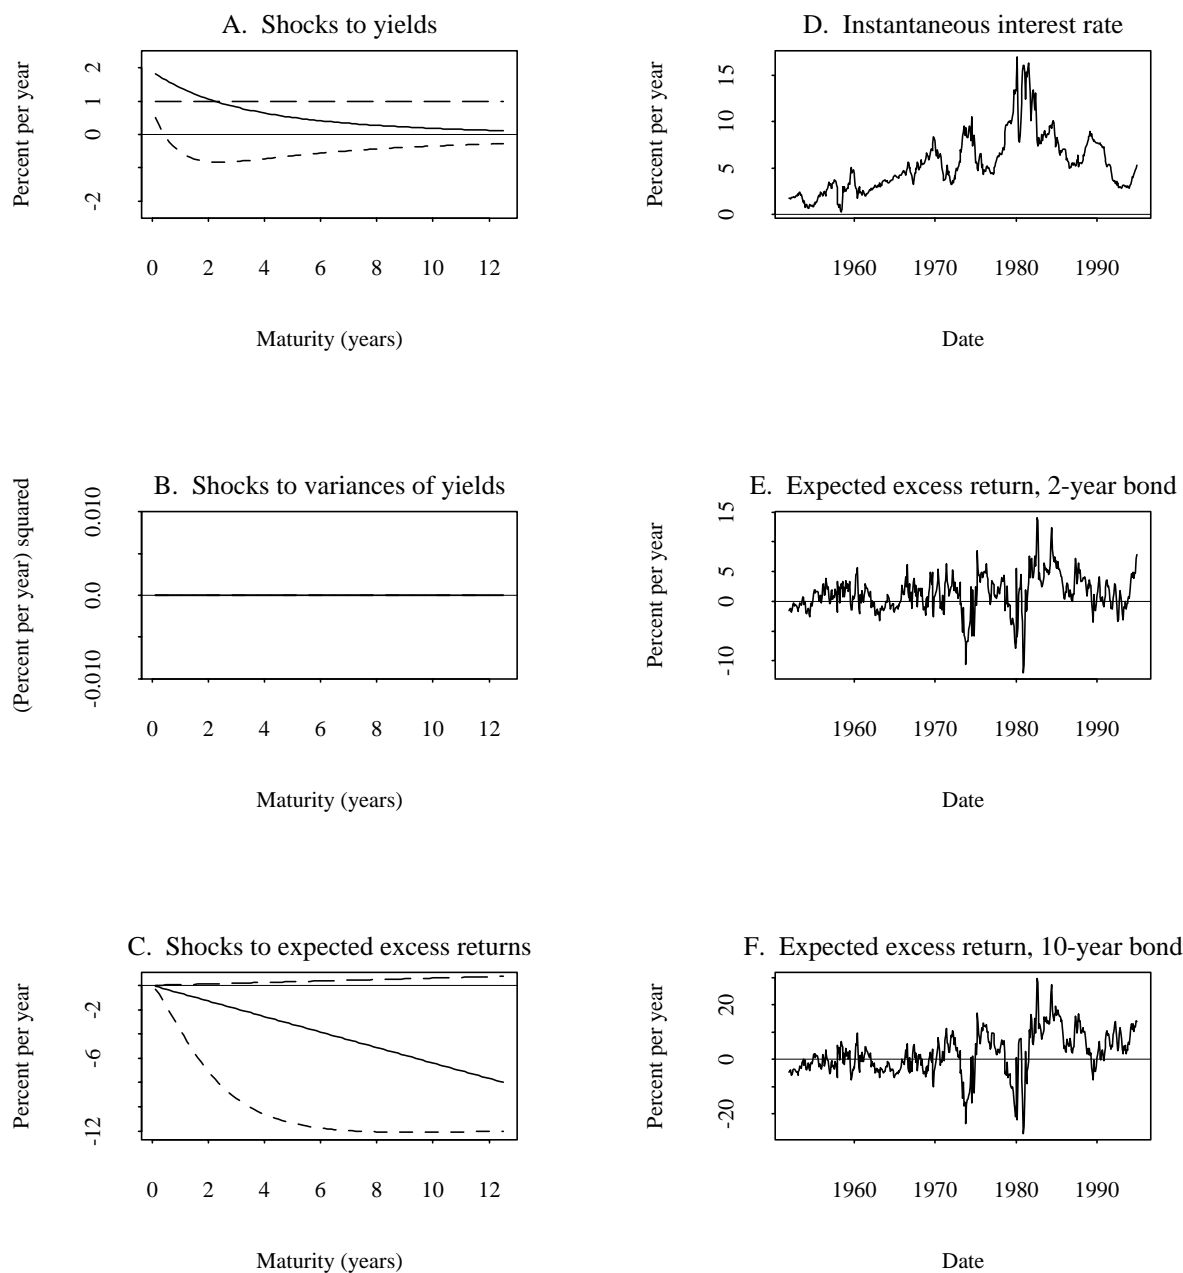 A. Shocks to yields
Percent per year
2
1
0
-2
0 2 4 6 8 10 12
Maturity (years)
D. Instantaneous interest rate
Percent per year
15
10
5
0
1960 1970 1980 1990
Date
B. Shocks to variances of yields
(Percent per year) squared
0.010
0.0
-0.010
0 2 4 6 8 10 12
Maturity (years)
E. Expected excess return, 2-year bond
Percent per year
15
5
0
-10
1960 1970 1980 1990
Date
C. Shocks to expected excess returns
Percent per year
-2
-6
-12
0 2 4 6 8 10 12
Maturity (years)
F. Expected excess return, 10-year bond
Percent per year
20
0
-20
1960 1970 1980 1990
Date